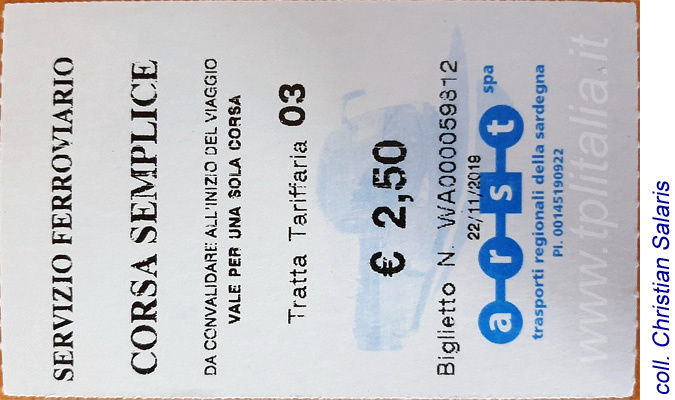 SERVIZIO FERROVIARIO
CORSA SEMPLICE
DA CONVALIDARE ALL'INIZIO DEL VIAGGIO
VALE PER UNA SOLA CORSA
Tratta Tariffaria 03
€ 2,50
Biglietto N. WA000059812
22/11/2019
arst spa
trasporti regionali della sardegna
PI. 00145190922
www.tplitalia.it
coll. Christian Salaris